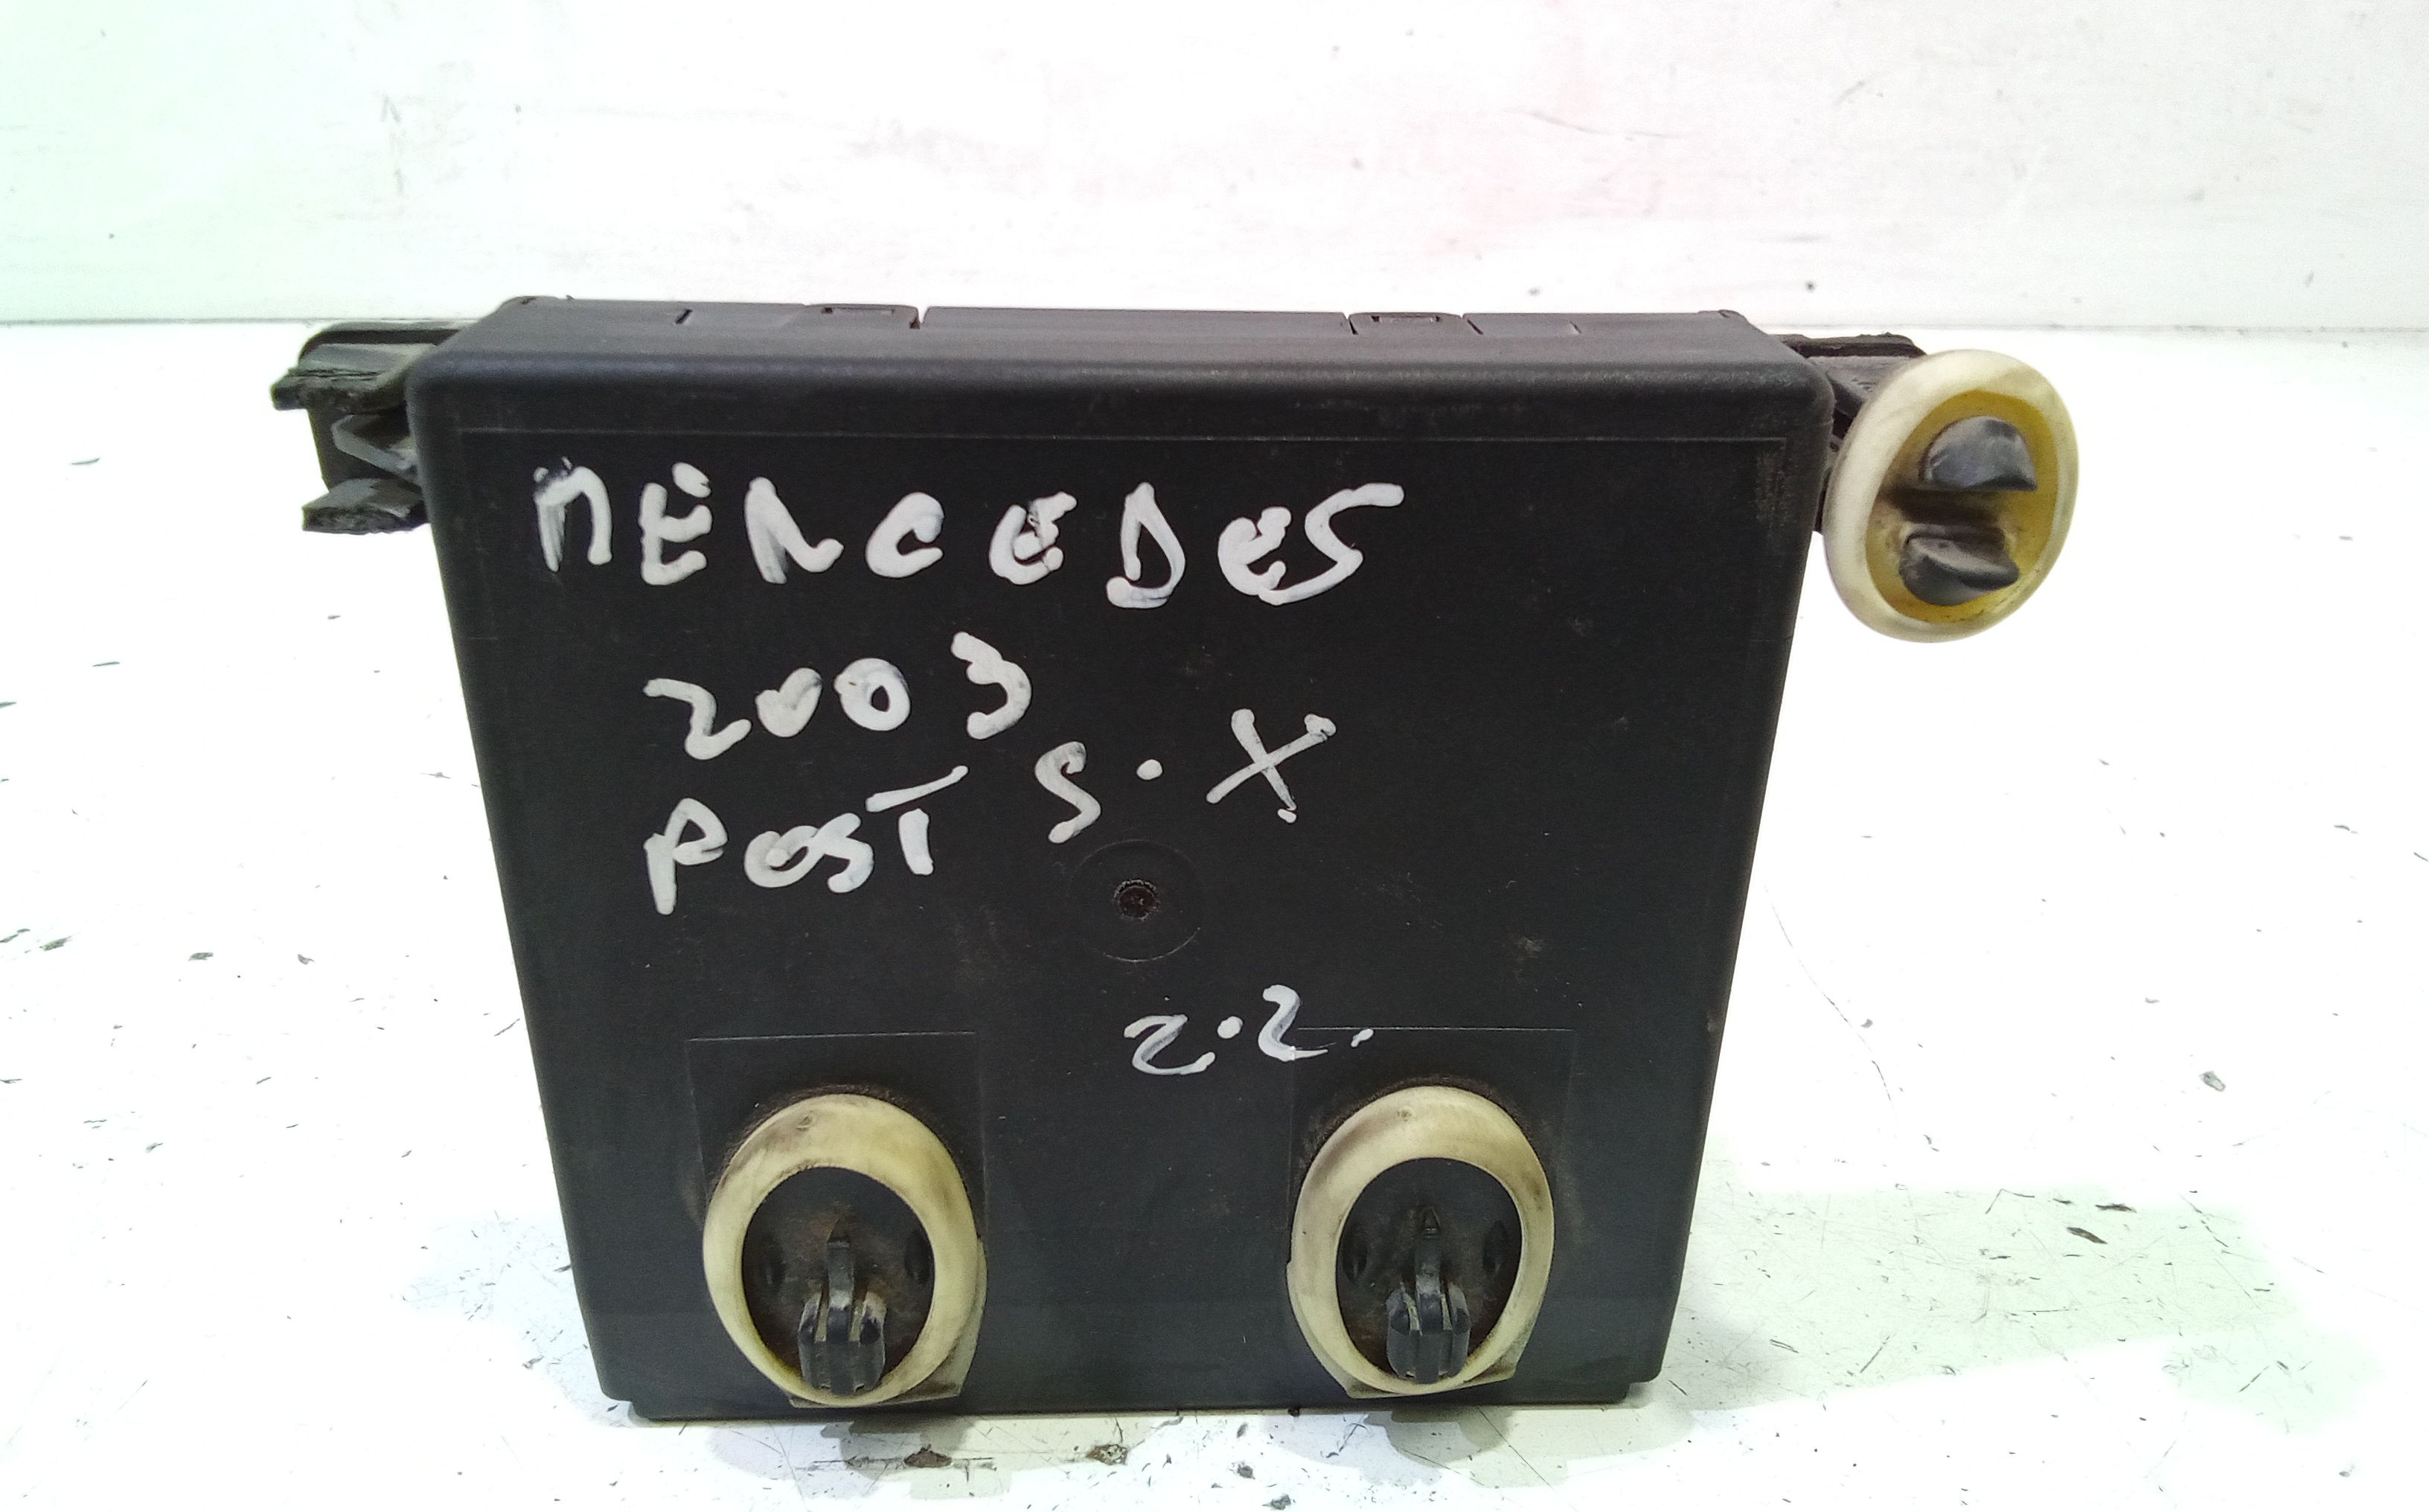 MERCEDES
2003
POST S.X
2.2.